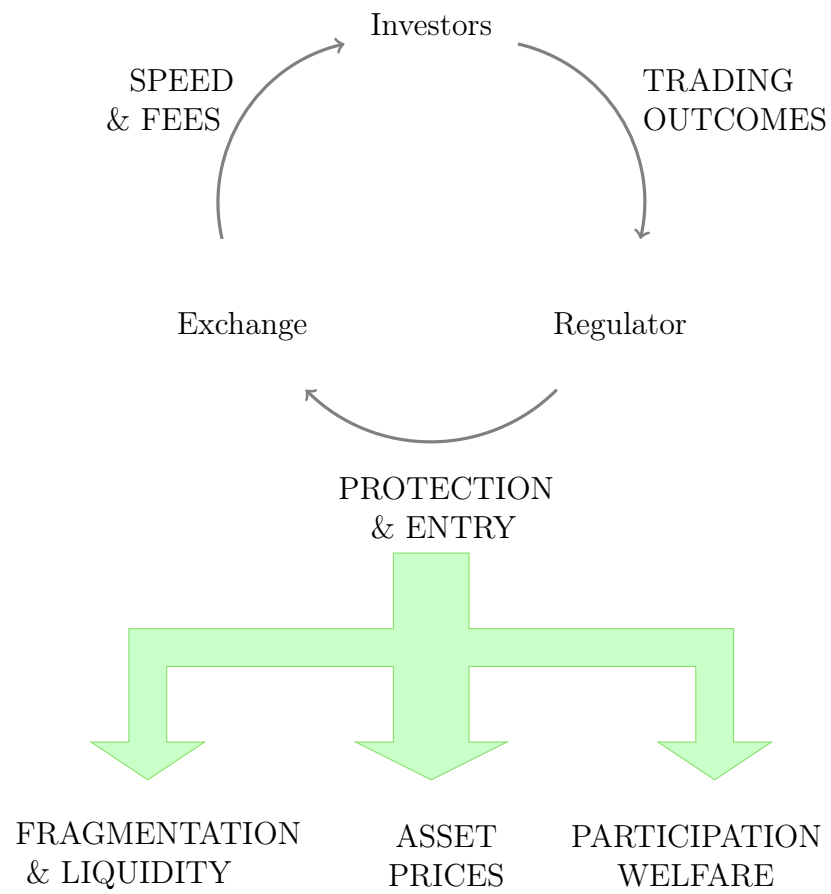 Investors
SPEED
& FEES
TRADING
OUTCOMES
Exchange
Regulator
PROTECTION
& ENTRY
FRAGMENTATION
& LIQUIDITY
ASSET
PRICES
PARTICIPATION
WELFARE